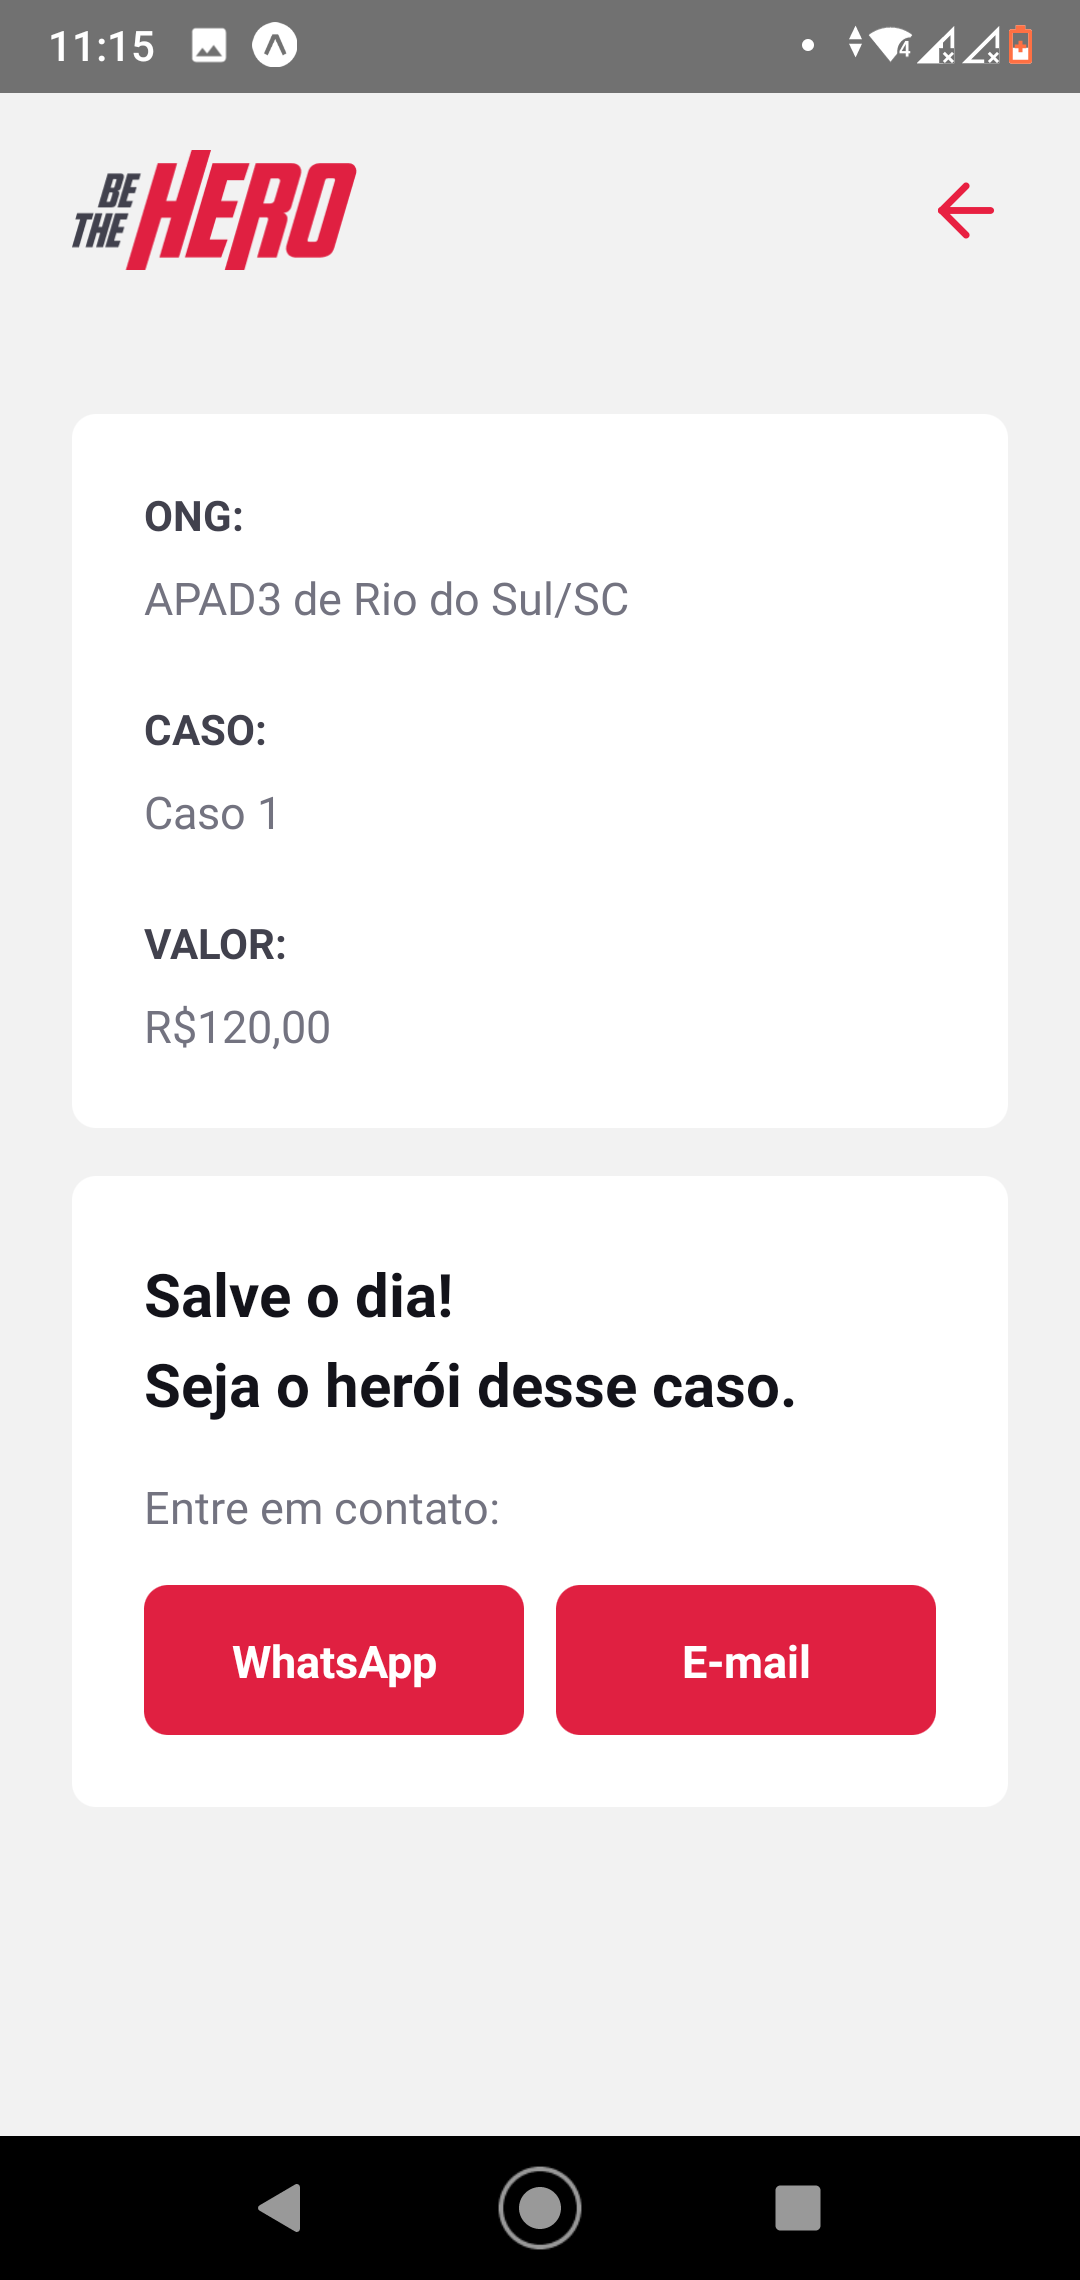 11:15
4
BE
THE HERO
ONG:
APAD3 de Rio do Sul/SC
CASO:
Caso 1
VALOR:
R$120,00
Salve o dia!
Seja o herói desse caso.
Entre em contato:
WhatsApp
E-mail